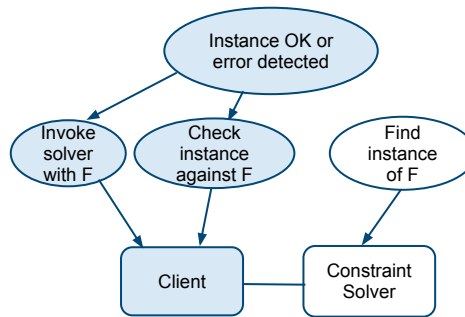 Instance OK or
error detected
Invoke
solver
with F
Check
instance
against F
Find
instance
of F
Client
Constraint
Solver